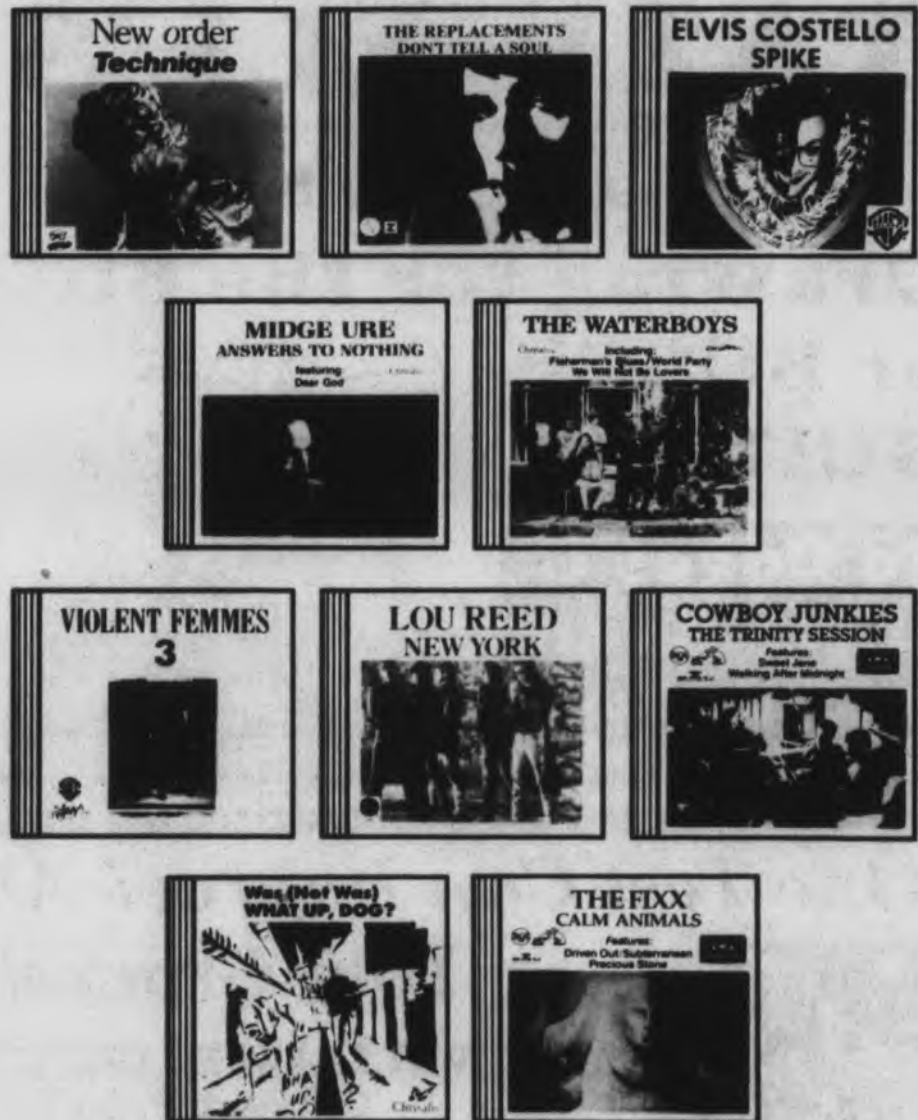 New order
Technique
THE REPLACEMENTS
DON'T TELL A SOUL
ELVIS COSTELLO
SPIKE
MIDGE URE
ANSWERS TO NOTHING
featuring
Dear God
Chrysalis
THE WATERBOYS
Chrysalis
Including:
Fisherman's Blues/World Party
We Will Not Be Lovers
VIOLENT FEMMES
3
LOU REED
NEW YORK
COWBOY JUNKIES
THE TRINITY SESSION
Features:
Sweet Jane
Walking After Midnight
Was (Not Was)
WHAT UP, DOG?
Chrysalis
THE FIXX
CALM ANIMALS
Features:
Driven Out/Subterranean
Precious Stone